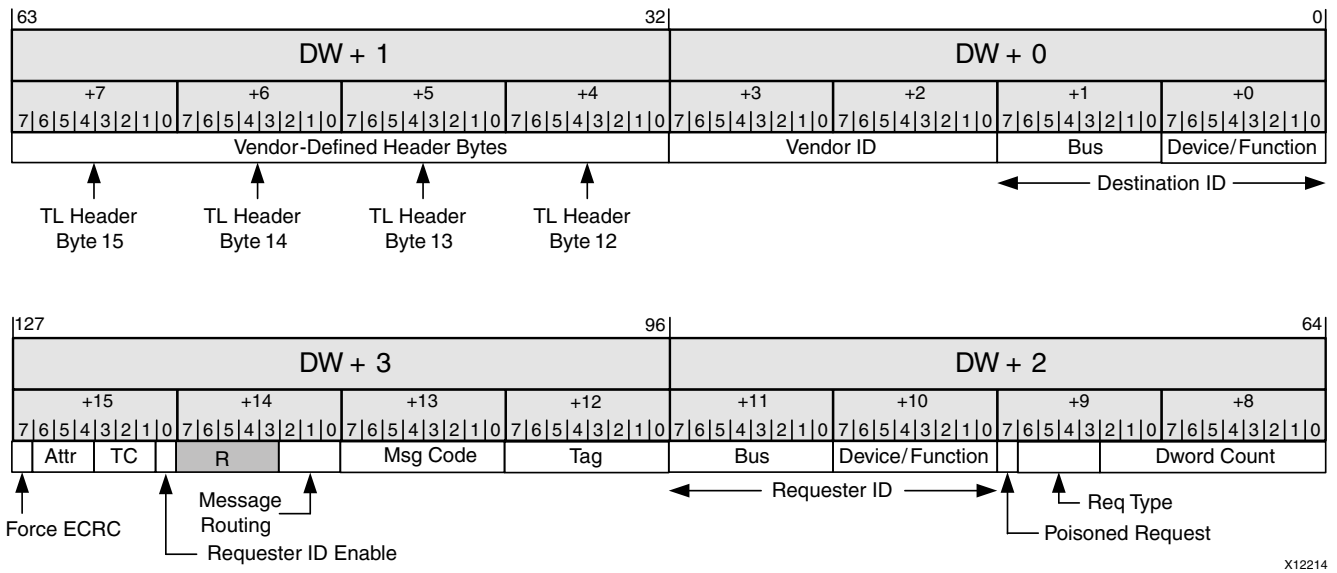 63 32 0
DW + 1 DW + 0
+7 +6 +5 +4 +3 +2 +1 +0
7 6 5 4 3 2 1 0 7 6 5 4 3 2 1 0 7 6 5 4 3 2 1 0 7 6 5 4 3 2 1 0 7 6 5 4 3 2 1 0 7 6 5 4 3 2 1 0 7 6 5 4 3 2 1 0 7 6 5 4 3 2 1 0
Vendor-Defined Header Bytes Vendor ID Bus Device/Function
Destination ID
TL Header TL Header TL Header TL Header
Byte 15 Byte 14 Byte 13 Byte 12
127 96 64
DW + 3 DW + 2
+15 +14 +13 +12 +11 +10 +9 +8
7 6 5 4 3 2 1 0 7 6 5 4 3 2 1 0 7 6 5 4 3 2 1 0 7 6 5 4 3 2 1 0 7 6 5 4 3 2 1 0 7 6 5 4 3 2 1 0 7 6 5 4 3 2 1 0 7 6 5 4 3 2 1 0
Attr TC R Msg Code Tag Bus Device/Function Dword Count
Message Requester ID Req Type
Force ECRC Routing Poisoned Request
Requester ID Enable
X12214